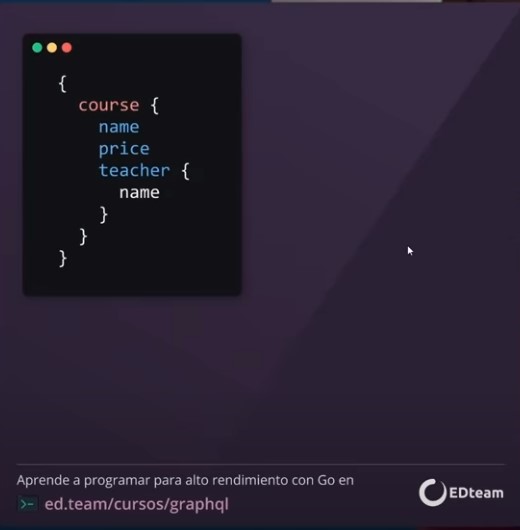 {
course {
name
price
teacher {
name
}
}
}
Aprende a programar para alto rendimiento con Go en
>- ed.team/cursos/graphql
EDteam